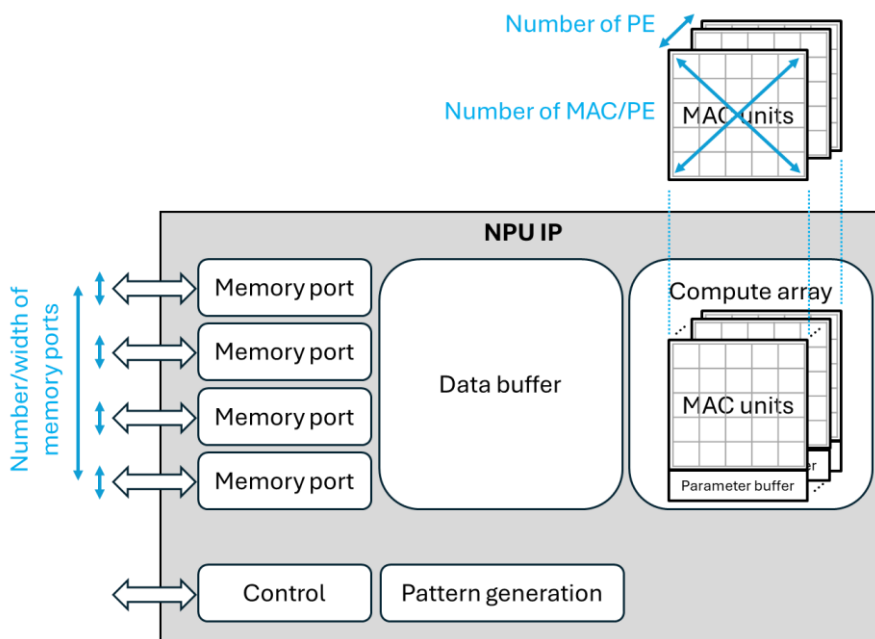 Number of PE
Number of MAC/PE
MAC units
NPU IP
Number/width of
memory ports
Memory port
Memory port
Memory port
Memory port
Data buffer
Compute array
MAC units
Parameter buffer
Control
Pattern generation